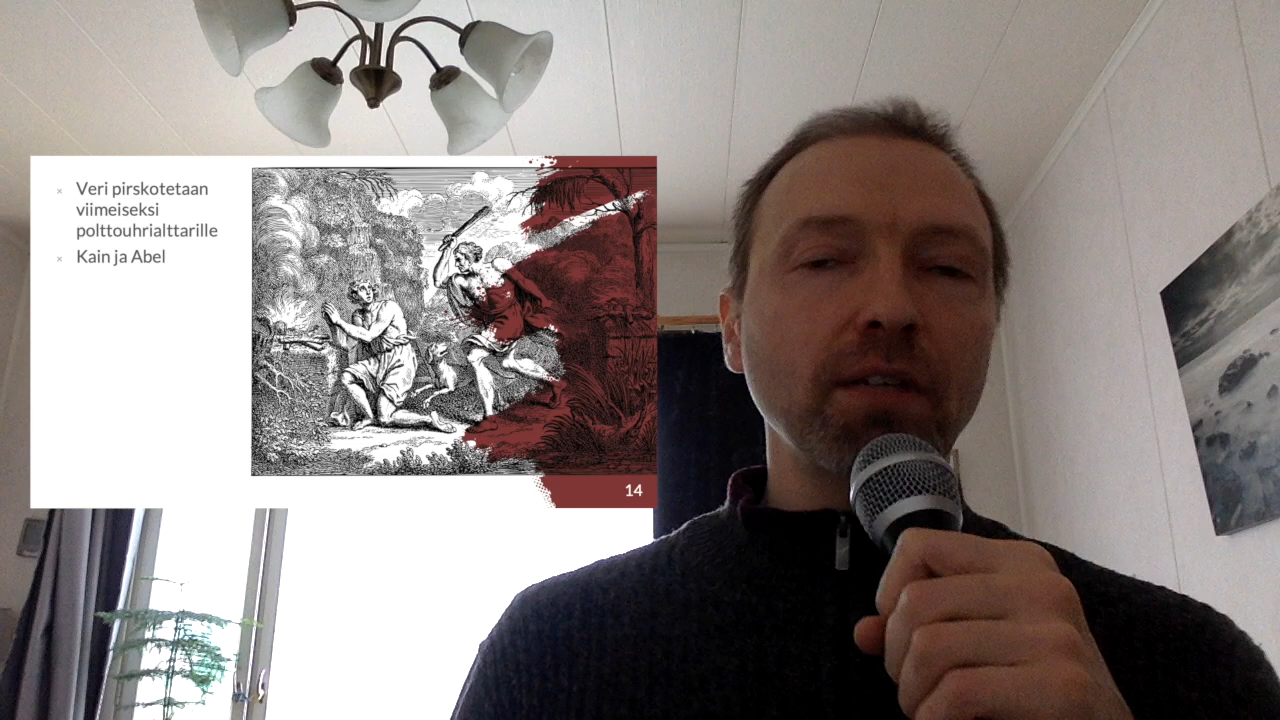 × Veri pirskotetaan
viimeiseksi
polttouhrialttarille
× Kain ja Abel
14